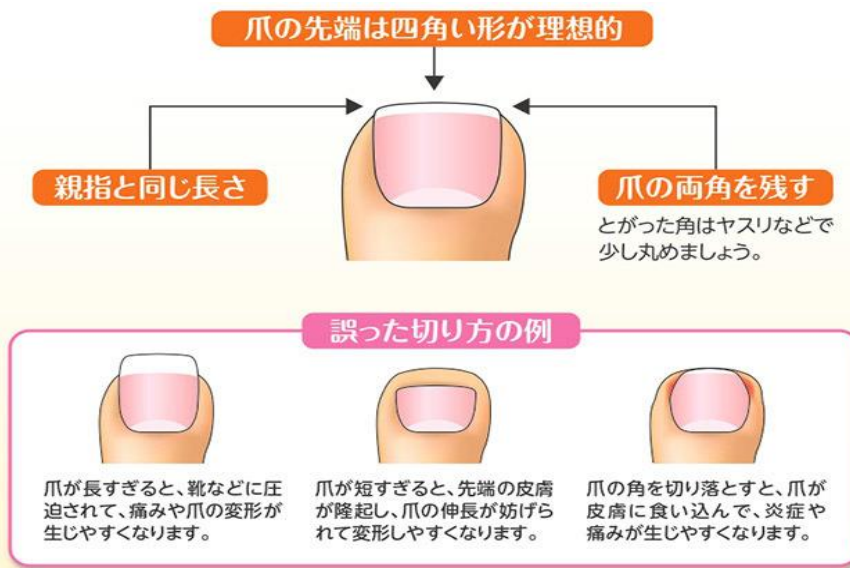 爪の先端は四角い形が理想的
親指と同じ長さ
爪の両角を残す
とがった角はヤスリなどで
少し丸めましょう。
誤った切り方の例
爪が長すぎると、靴などに圧
迫されて、痛みや爪の変形が
生じやすくなります。
爪が短すぎると、先端の皮膚
が隆起し、爪の伸長が妨げら
れて変形しやすくなります。
爪の角を切り落とすと、爪が
皮膚に食い込んで、炎症や
痛みが生じやすくなります。